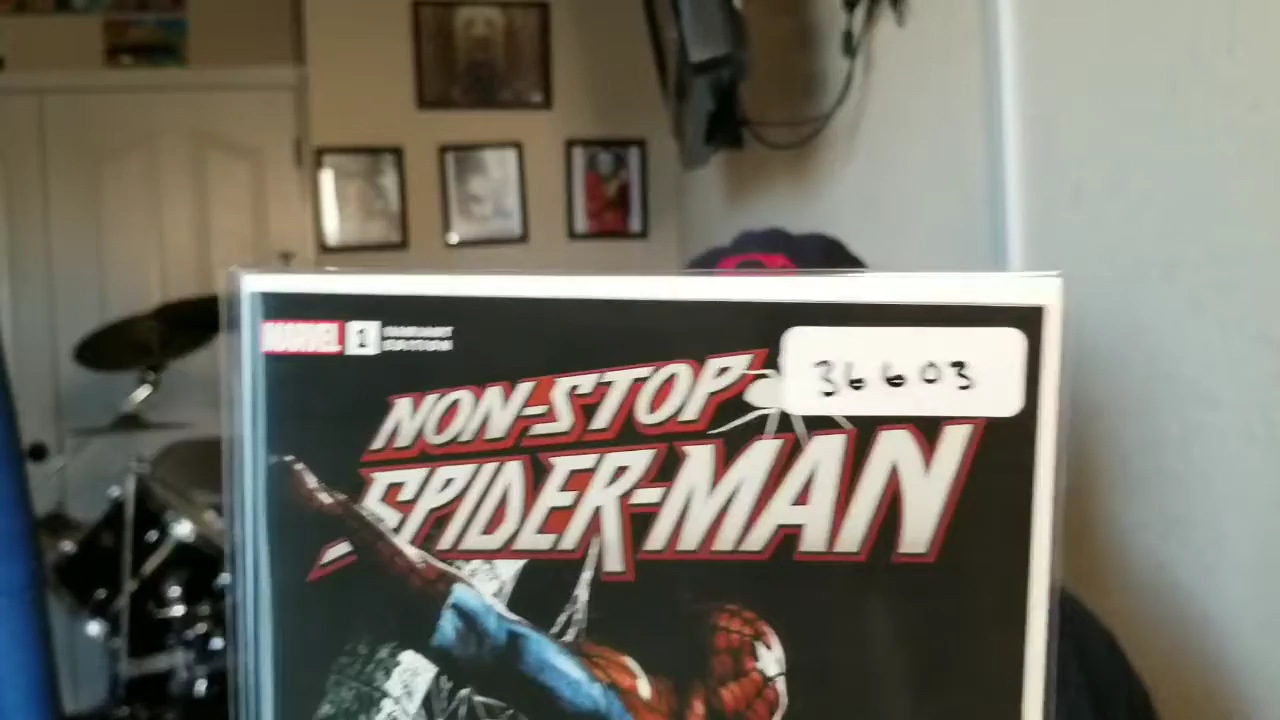 MARVEL 1 VARIANT
EDITION
36603
NON-STOP
SPIDER-MAN